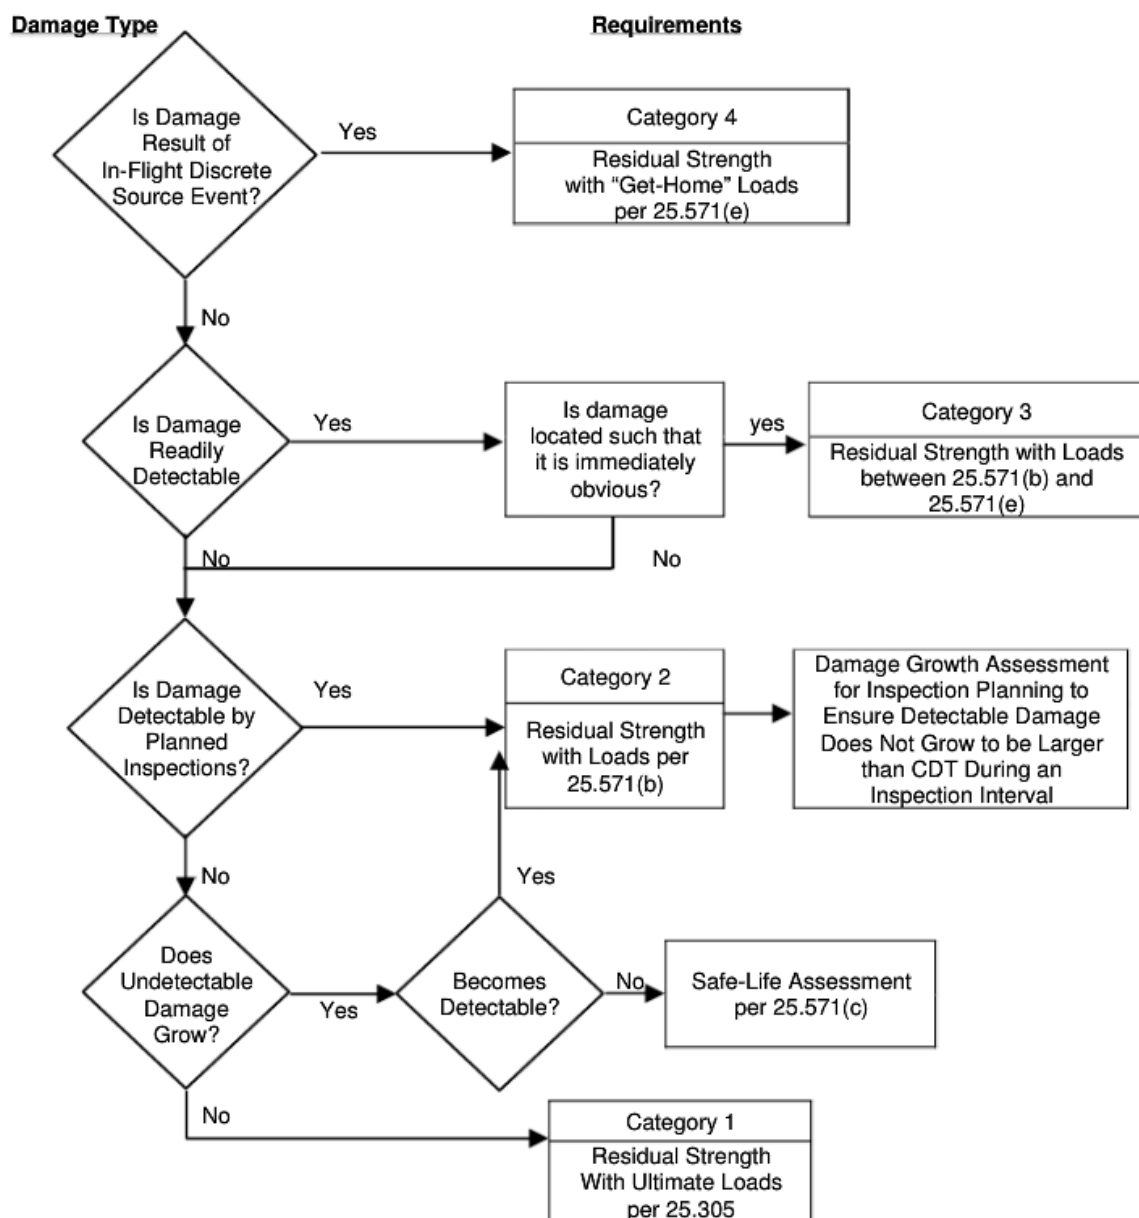 Damage Type
Requirements
Is Damage
Result of
In-Flight Discrete
Source Event?
Yes
Category 4
Residual Strength
with “Get-Home” Loads
per 25.571(e)
No
Is Damage
Readily
Detectable
Yes
Is damage
located such that
it is immediately
obvious?
yes
Category 3
Residual Strength with Loads
between 25.571(b) and
25.571(e)
No
No
Is Damage
Detectable by
Planned
Inspections?
Yes
Category 2
Residual Strength
with Loads per
25.571(b)
Damage Growth Assessment
for Inspection Planning to
Ensure Detectable Damage
Does Not Grow to be Larger
than CDT During an
Inspection Interval
No
Yes
Does
Undetectable
Damage
Grow?
Yes
Becomes
Detectable?
No
Safe-Life Assessment
per 25.571(c)
No
Category 1
Residual Strength
With Ultimate Loads
per 25.305